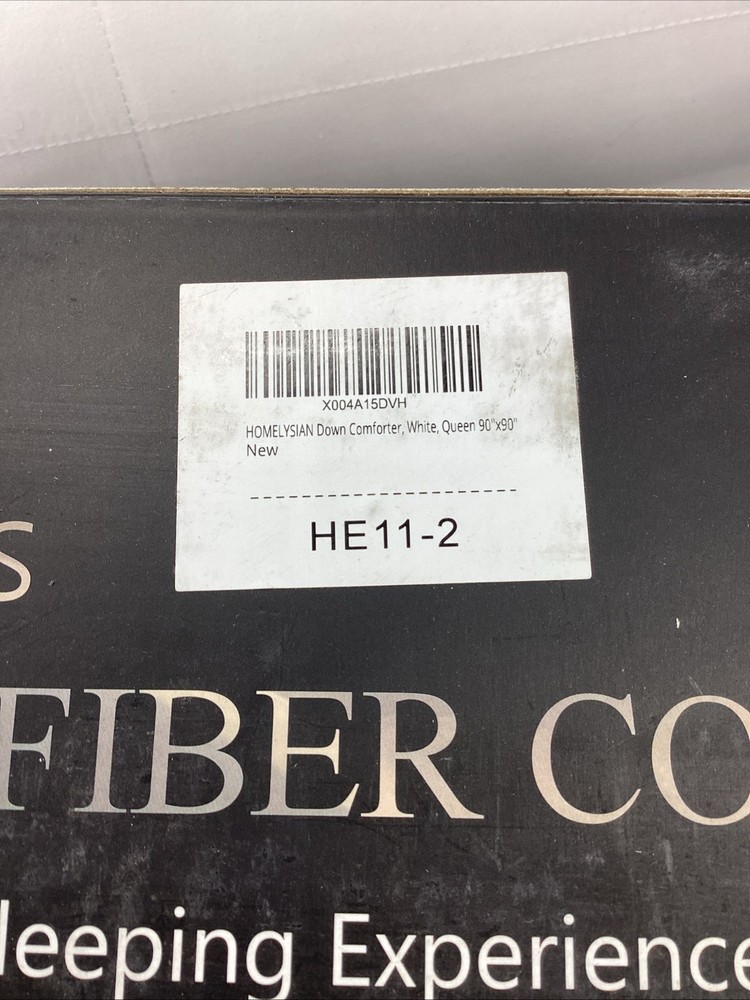 X004A15DVH
HOMELYSIAN Down Comforter, White, Queen 90"x90"
New
HE11-2
S
FIBER CO
leeping Experience